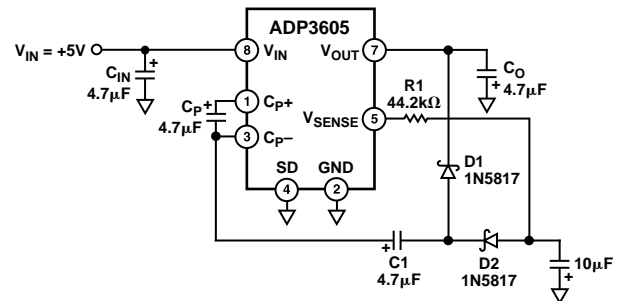 ADP3605
V_IN = +5V
8
V_IN
V_OUT
7
C_IN
4.7µF
+
C_O
4.7µF
+
R1
44.2kΩ
C_P
4.7µF
+
1
C_P+
V_SENSE
5
3
C_P–
SD
GND
4
2
D1
1N5817
+
C1
4.7µF
D2
1N5817
10µF
+